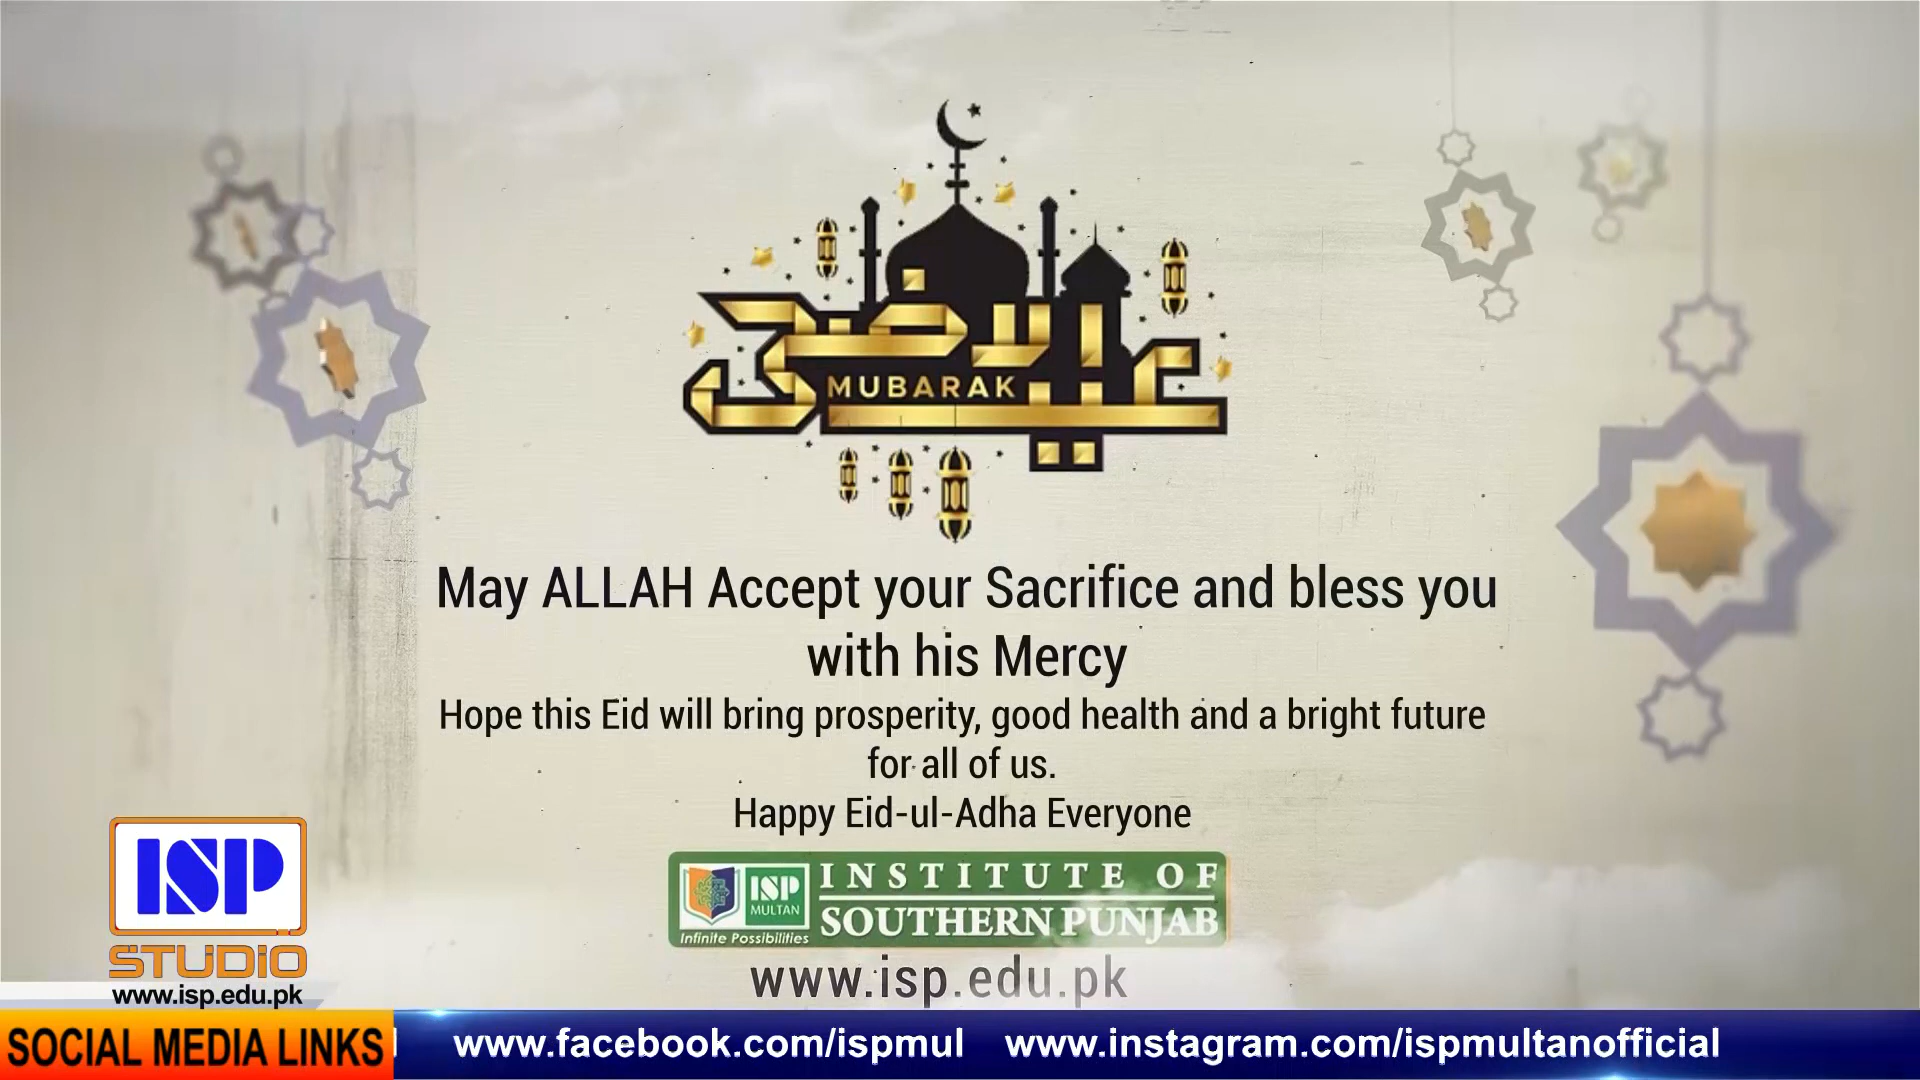 عید الاضحیٰ
MUBARAK
May ALLAH Accept your Sacrifice and bless you
with his Mercy
Hope this Eid will bring prosperity, good health and a bright future
for all of us.
Happy Eid-ul-Adha Everyone
ISP
MULTAN
Infinite Possibilities
INSTITUTE OF
SOUTHERN PUNJAB
www.isp.edu.pk
ISP
STUDIO
www.isp.edu.pk
SOCIAL MEDIA LINKS
www.facebook.com/ispmul www.instagram.com/ispmultanofficial